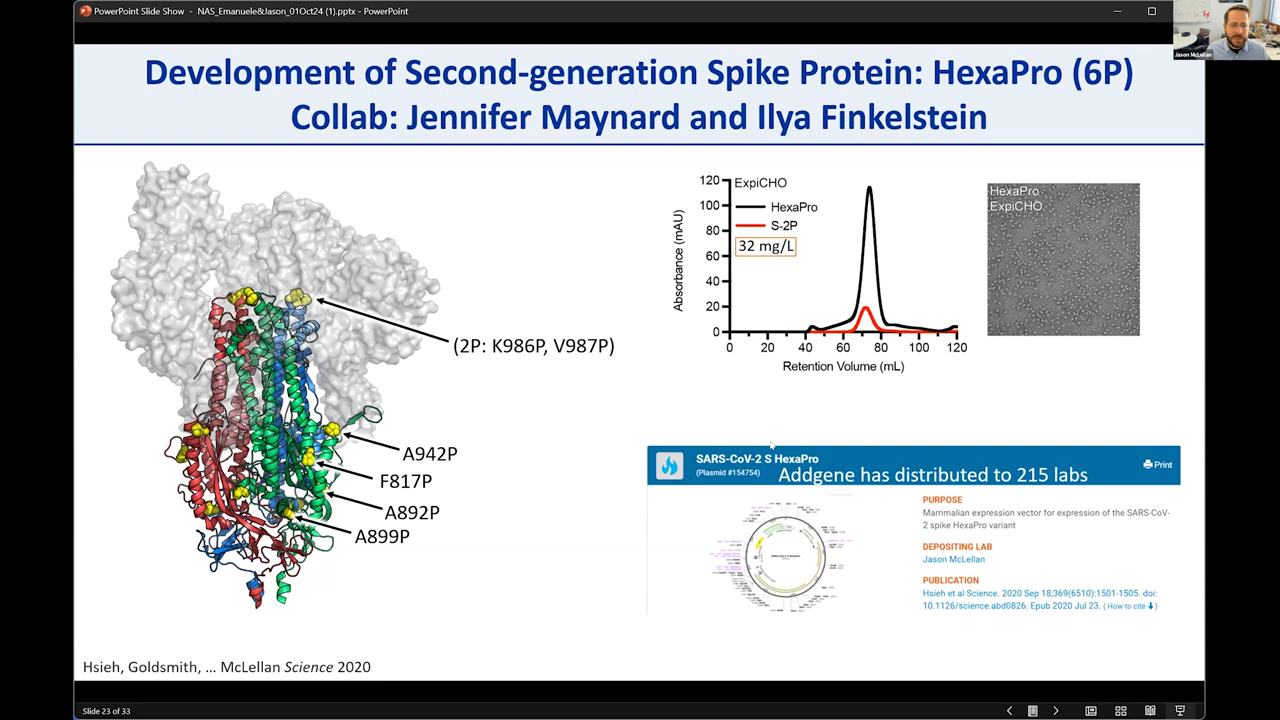 PowerPoint Slide Show - NAS_Emanuele&Jason_01Oct24 (1).pptx - PowerPoint
Jason McLellan
Development of Second-generation Spike Protein: HexaPro (6P)
Collab: Jennifer Maynard and Ilya Finkelstein
(2P: K986P, V987P)
A942P
F817P
A892P
A899P
120
100
80
60
40
20
0
Absorbance (mAU)
ExpiCHO
HexaPro
S-2P
32 mg/L
0 20 40 60 80 100 120
Retention Volume (mL)
HexaPro
ExpiCHO
SARS-CoV-2 S HexaPro
(Plasmid #154754)
Addgene has distributed to 215 labs
Print
PURPOSE
Mammalian expression vector for expression of the SARS-CoV-
2 spike HexaPro variant
DEPOSITING LAB
Jason McLellan
PUBLICATION
Hsieh et al Science. 2020 Sep 18;369(6510):1501-1505. doi:
10.1126/science.abd0826. Epub 2020 Jul 23. ( How to cite )
Hsieh, Goldsmith, ... McLellan Science 2020
Slide 23 of 33